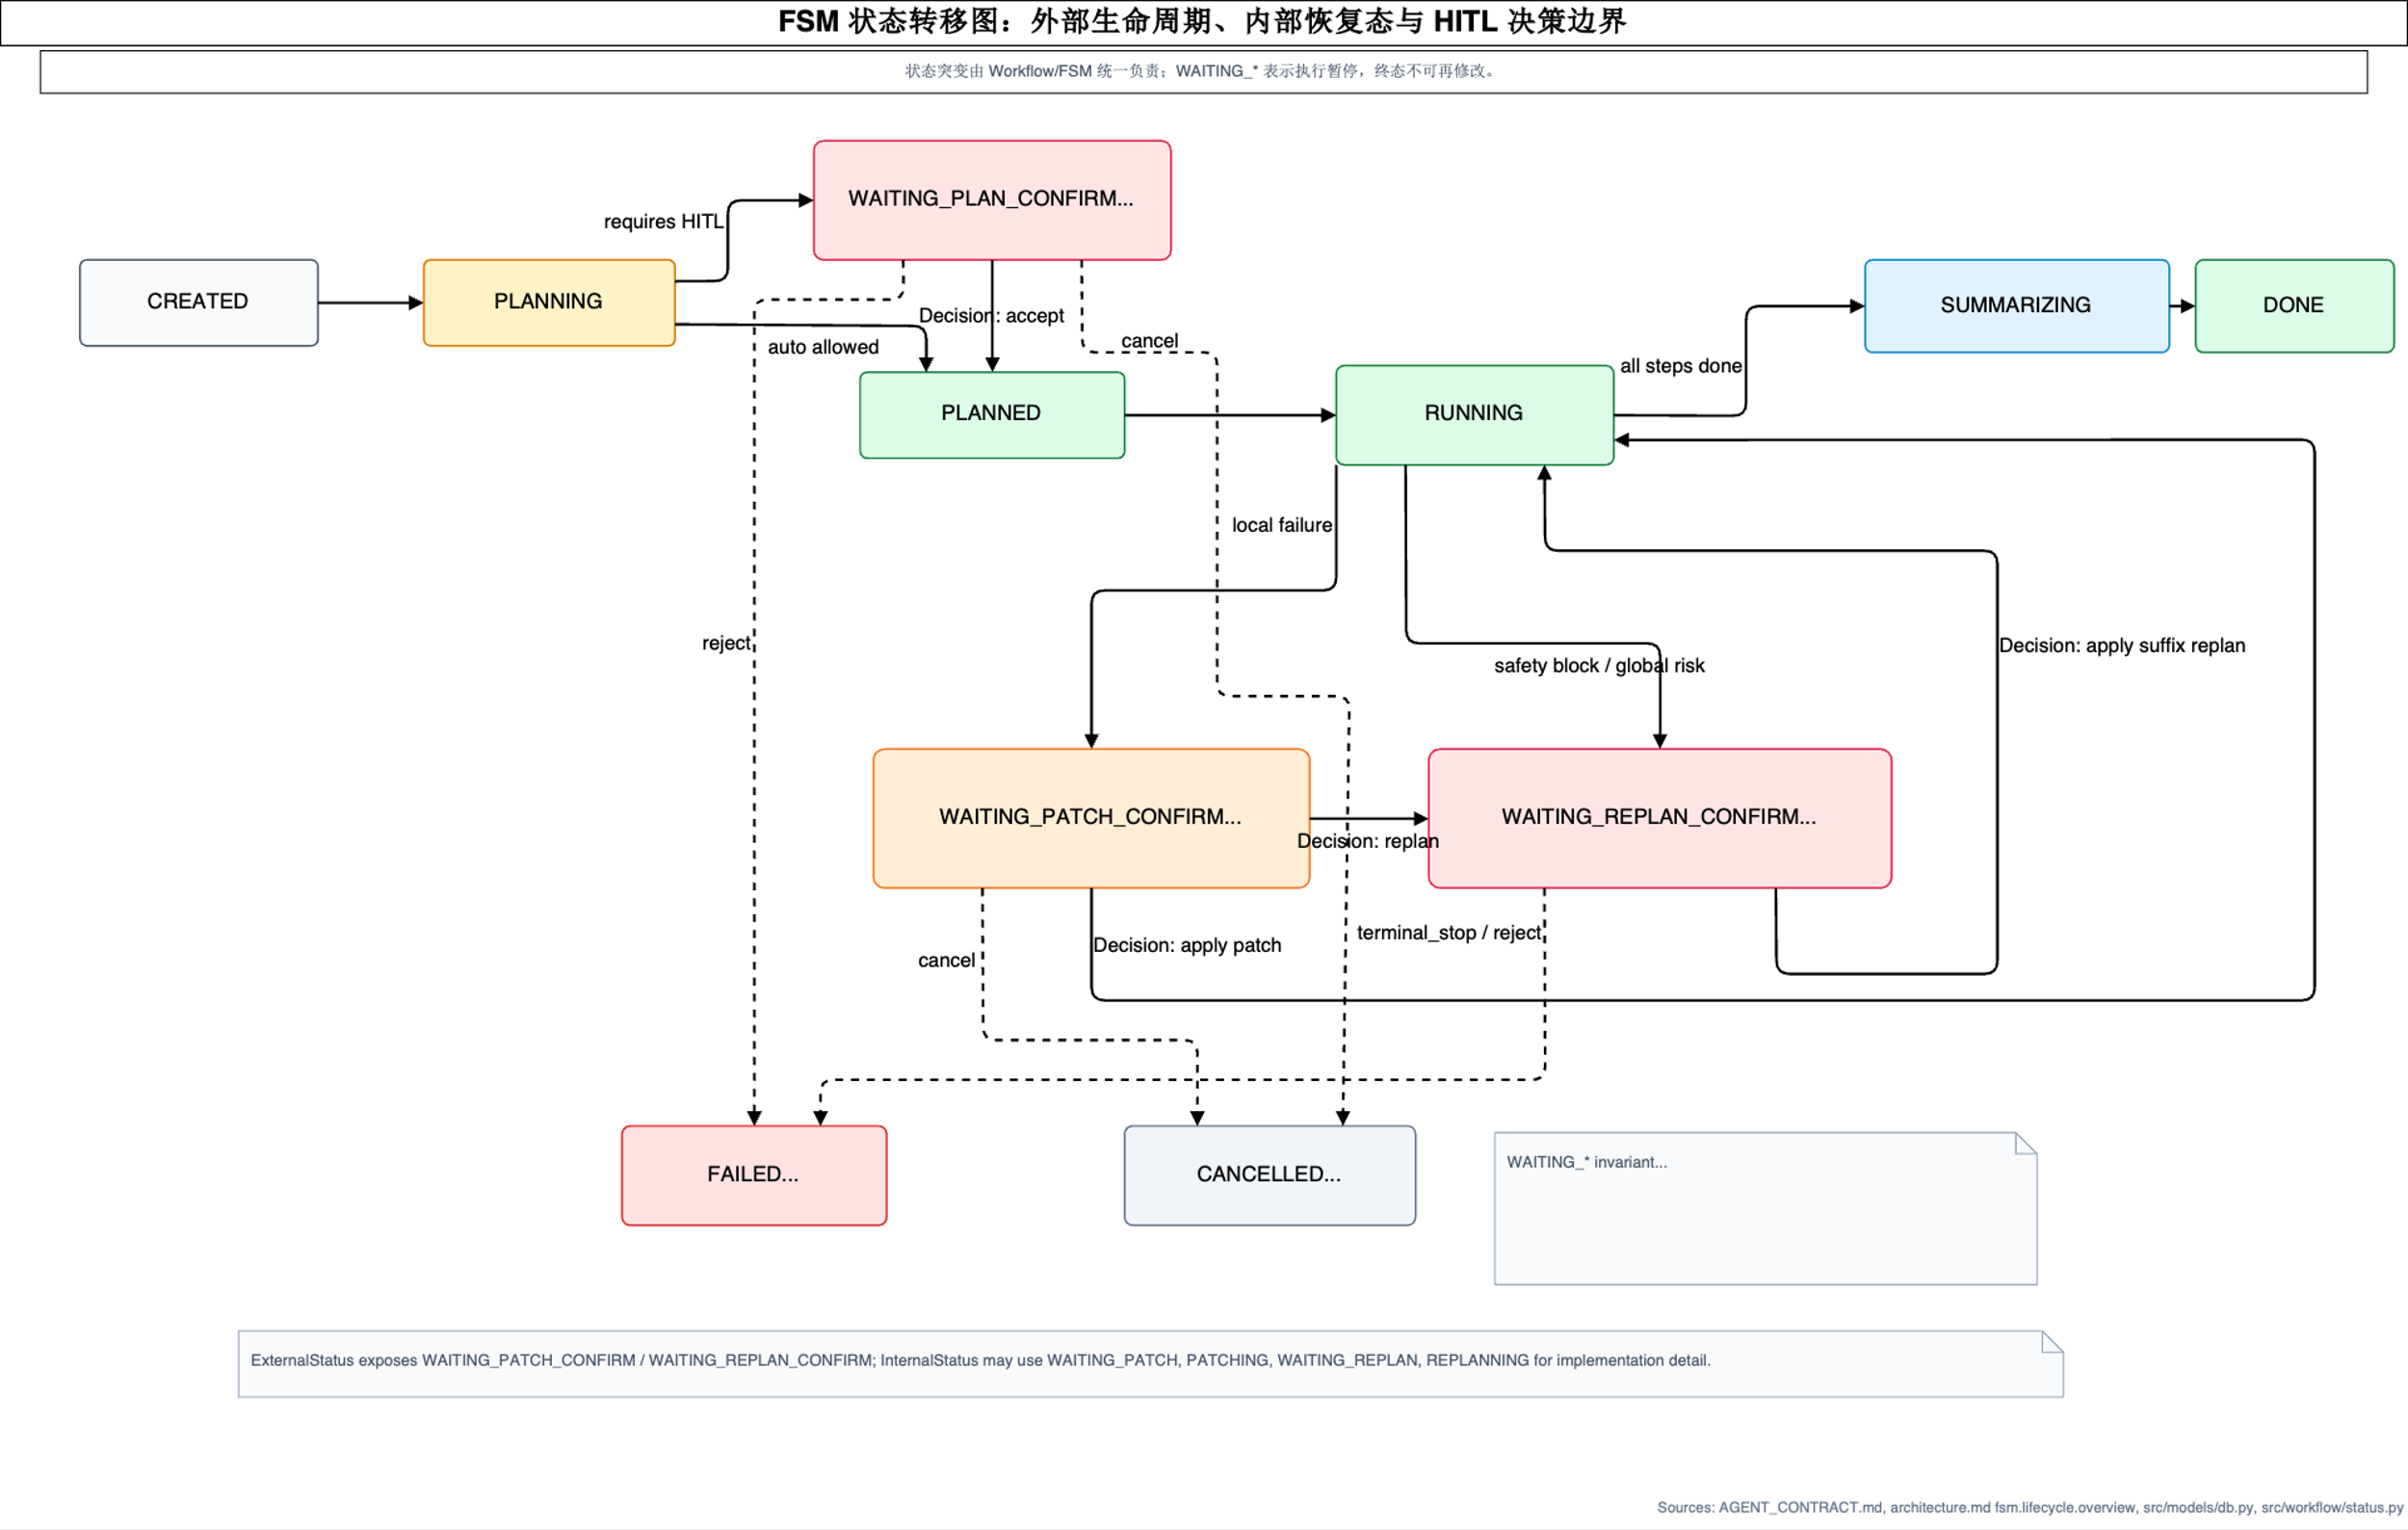 FSM 状态转移图：外部生命周期、内部恢复态与 HITL 决策边界
状态突变由 Workflow/FSM 统一负责；WAITING_* 表示执行暂停，终态不可再修改。
WAITING_PLAN_CONFIRM...
requires HITL
CREATED
PLANNING
SUMMARIZING
DONE
Decision: accept
cancel
auto allowed
all steps done
PLANNED
RUNNING
local failure
reject
Decision: apply suffix replan
safety block / global risk
WAITING_PATCH_CONFIRM...
WAITING_REPLAN_CONFIRM...
Decision: replan
terminal_stop / reject
Decision: apply patch
cancel
FAILED...
CANCELLED...
WAITING_* invariant...
ExternalStatus exposes WAITING_PATCH_CONFIRM / WAITING_REPLAN_CONFIRM; InternalStatus may use WAITING_PATCH, PATCHING, WAITING_REPLAN, REPLANNING for implementation detail.
Sources: AGENT_CONTRACT.md, architecture.md fsm.lifecycle.overview, src/models/db.py, src/workflow/status.py